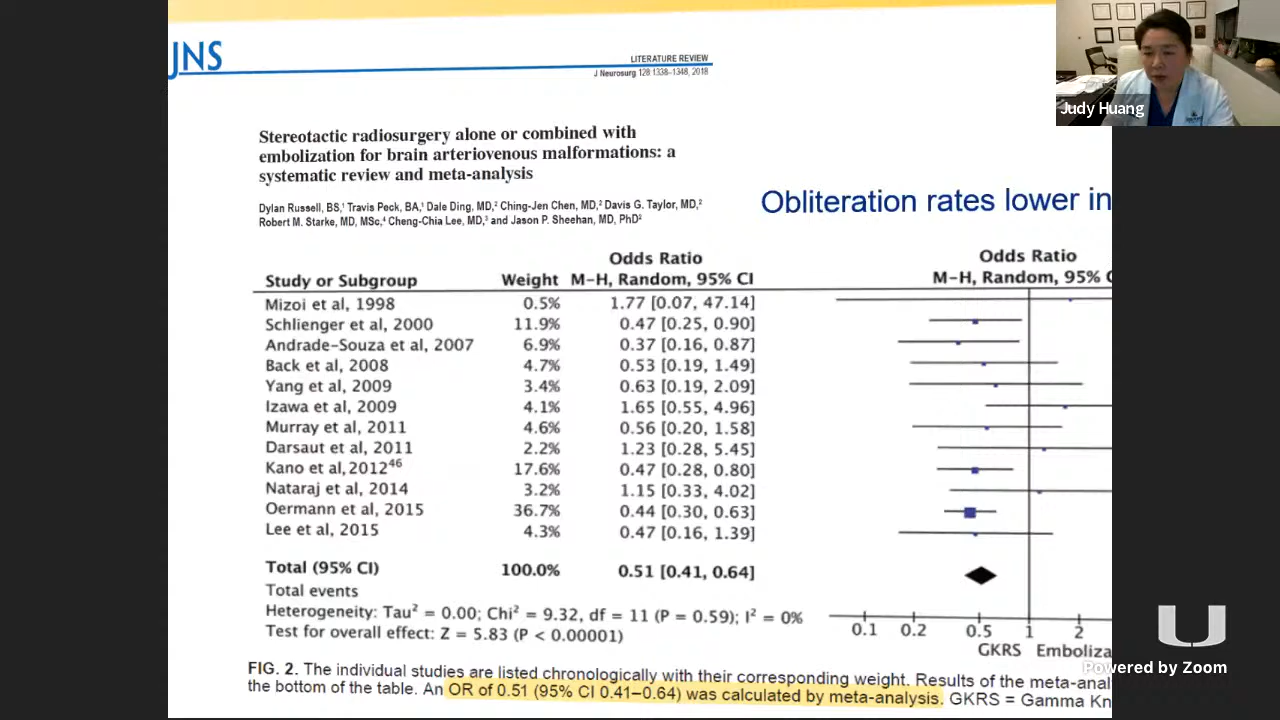 JNS
LITERATURE REVIEW
J Neurosurg 128:1338–1348, 2018
Stereotactic radiosurgery alone or combined with
embolization for brain arteriovenous malformations: a
systematic review and meta-analysis
Dylan Russell, BS,¹ Travis Peck, BA,¹ Dale Ding, MD,² Ching-Jen Chen, MD,² Davis G. Taylor, MD,²
Robert M. Starke, MD, MSc,⁴ Cheng-Chia Lee, MD,³ and Jason P. Sheehan, MD, PhD²
Obliteration rates lower in
Odds Ratio Odds Ratio
Study or Subgroup Weight M-H, Random, 95% CI M-H, Random, 95% C
Mizoi et al, 1998 0.5% 1.77 [0.07, 47.14]
Schlienger et al, 2000 11.9% 0.47 [0.25, 0.90]
Andrade-Souza et al, 2007 6.9% 0.37 [0.16, 0.87]
Back et al, 2008 4.7% 0.53 [0.19, 1.49]
Yang et al, 2009 3.4% 0.63 [0.19, 2.09]
Izawa et al, 2009 4.1% 1.65 [0.55, 4.96]
Murray et al, 2011 4.6% 0.56 [0.20, 1.58]
Darsaut et al, 2011 2.2% 1.23 [0.28, 5.45]
Kano et al, 2012⁴⁶ 17.6% 0.47 [0.28, 0.80]
Nataraj et al, 2014 3.2% 1.15 [0.33, 4.02]
Oermann et al, 2015 36.7% 0.44 [0.30, 0.63]
Lee et al, 2015 4.3% 0.47 [0.16, 1.39]
Total (95% CI) 100.0% 0.51 [0.41, 0.64]
Total events
Heterogeneity: Tau² = 0.00; Chi² = 9.32, df = 11 (P = 0.59); I² = 0%
Test for overall effect: Z = 5.83 (P < 0.00001)
0.1 0.2 0.5 1 2
GKRS Emboliza
FIG. 2. The individual studies are listed chronologically with their corresponding weight. Results of the meta-anal
the bottom of the table. An OR of 0.51 (95% CI 0.41–0.64) was calculated by meta-analysis. GKRS = Gamma Kn
Judy Huang
U
Powered by Zoom